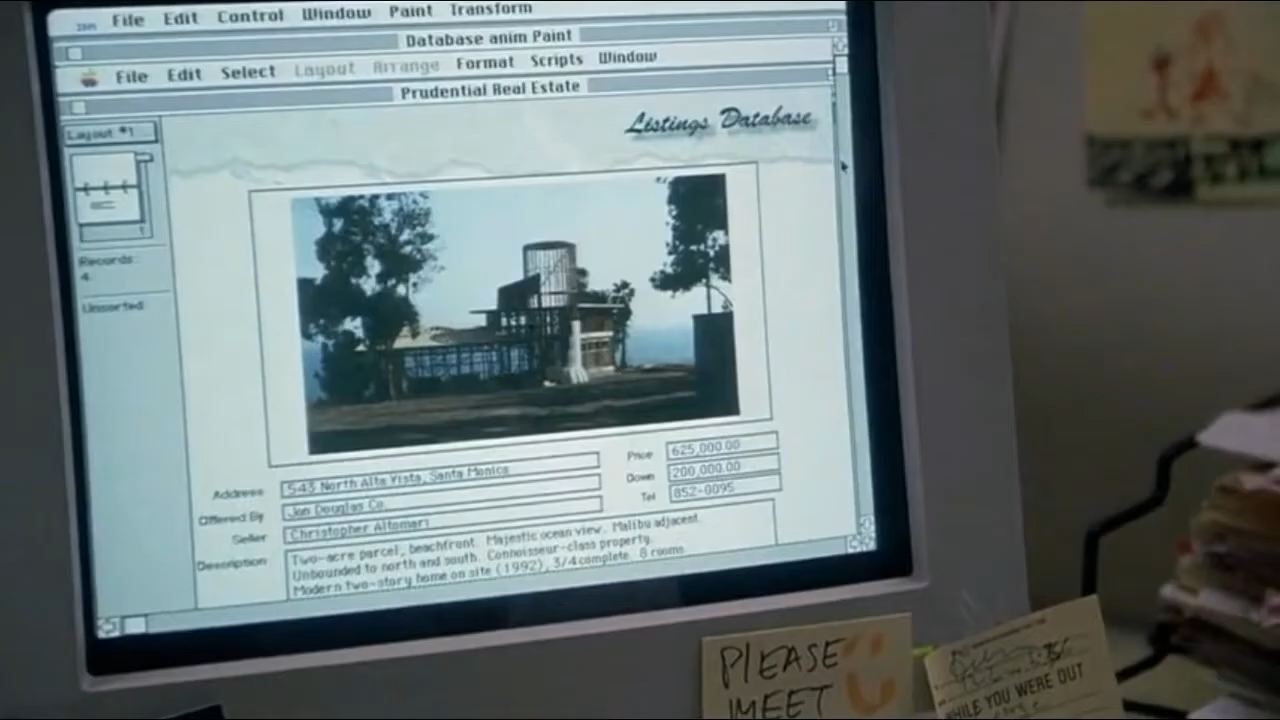 File Edit Control Window Paint Transform
Database anim Paint
File Edit Select Layout Arrange Format Scripts Window
Prudential Real Estate
Layout #1
Listings Database
Records:
4
Unsorted
Address 543 North Alta Vista, Santa Monica
Offered By Jon Douglas Co.
Seller Christopher Altomari
Price 625,000.00
Down 200,000.00
Tel 852-0095
Description Two-acre parcel, beachfront. Majestic ocean view. Malibu adjacent.
Unbounded to north and south. Connoisseur-class property.
Modern two-story home on site (1992), 3/4 complete. 8 rooms
PLEASE
MEET
WHILE YOU WERE OUT